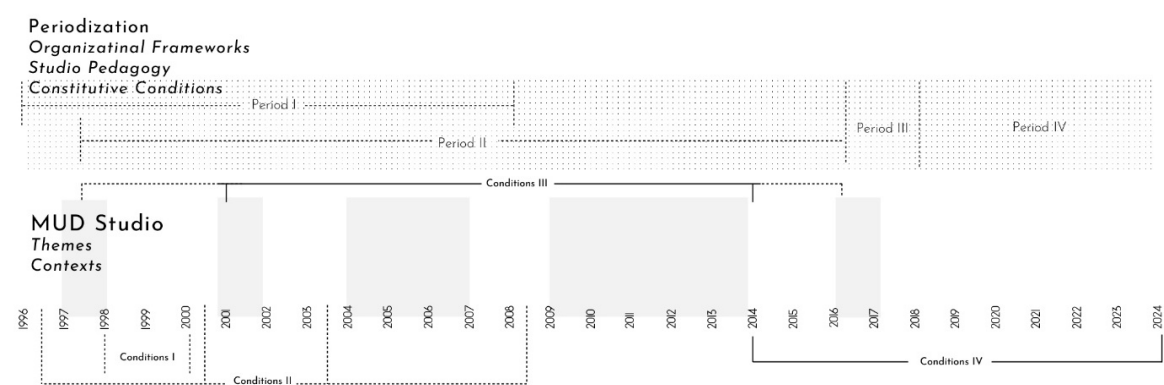 Periodization
Organizatinal Frameworks
Studio Pedagogy
Constitutive Conditions
Period I
Period II
Period III
Period IV
Conditions III
MUD Studio
Themes
Contexts
1996
1997
1998
1999
2000
2001
2002
2003
2004
2005
2006
2007
2008
2009
2010
2011
2012
2013
2014
2015
2016
2017
2018
2019
2020
2021
2022
2023
2024
Conditions I
Conditions IV
Conditions II